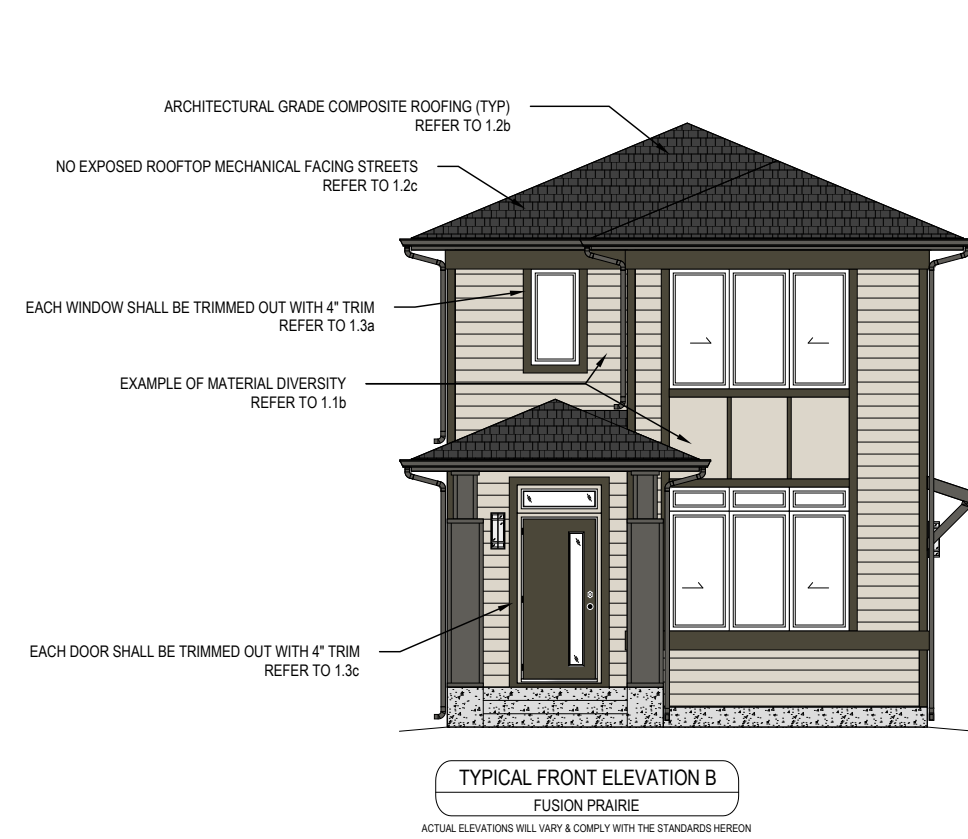 ARCHITECTURAL GRADE COMPOSITE ROOFING (TYP)
REFER TO 1.2b
NO EXPOSED ROOFTOP MECHANICAL FACING STREETS
REFER TO 1.2c
EACH WINDOW SHALL BE TRIMMED OUT WITH 4" TRIM
REFER TO 1.3a
EXAMPLE OF MATERIAL DIVERSITY
REFER TO 1.1b
EACH DOOR SHALL BE TRIMMED OUT WITH 4" TRIM
REFER TO 1.3c
TYPICAL FRONT ELEVATION B
FUSION PRAIRIE
ACTUAL ELEVATIONS WILL VARY & COMPLY WITH THE STANDARDS HEREON